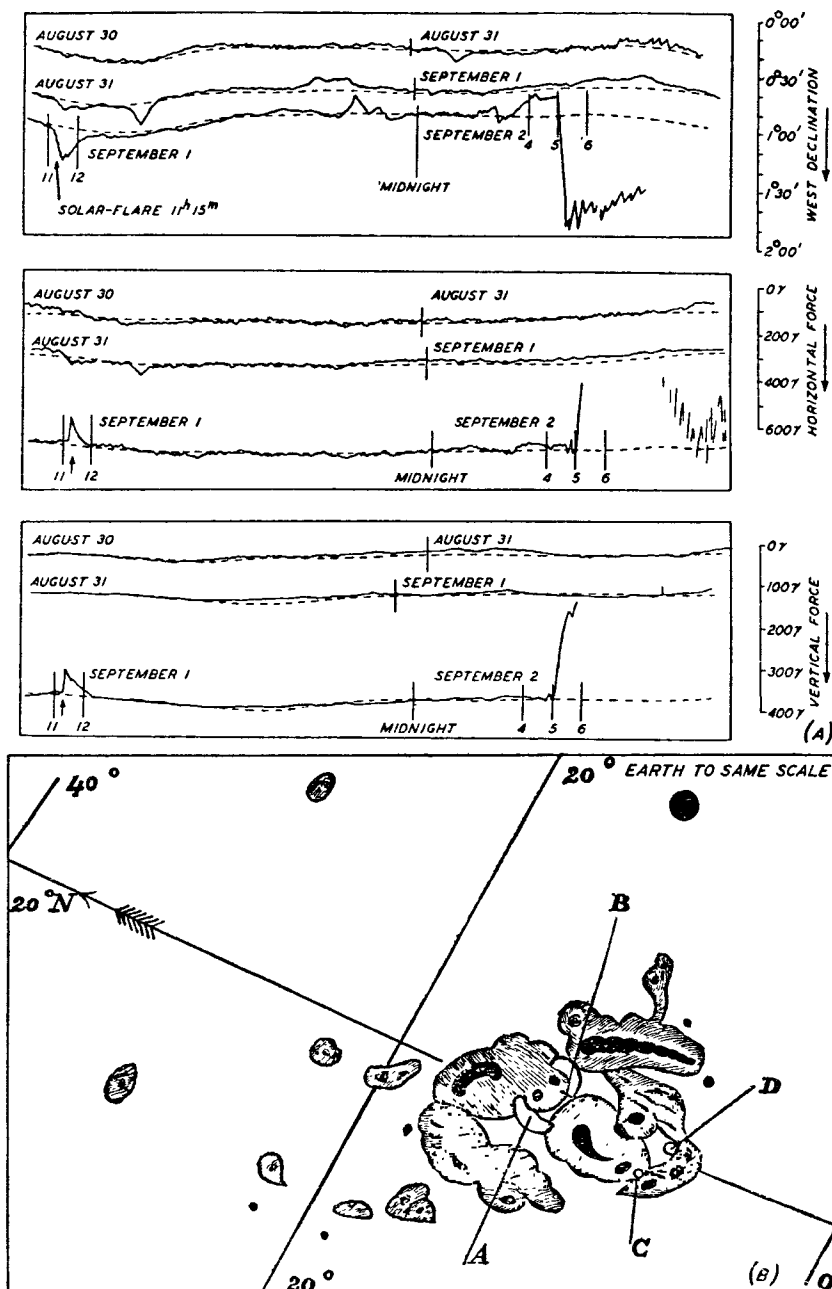 AUGUST 30
AUGUST 31
0°00'
AUGUST 31
SEPTEMBER 1
0°30'
SEPTEMBER 1
SEPTEMBER 2
1°00'
11 12
4 5 6
MIDNIGHT
SOLAR-FLARE 11ʰ15ᵐ
1°30'
2°00'
WEST DECLINATION
AUGUST 30
AUGUST 31
0γ
AUGUST 31
SEPTEMBER 1
200γ
400γ
SEPTEMBER 1
SEPTEMBER 2
600γ
11 12
MIDNIGHT
4 5 6
HORIZONTAL FORCE
AUGUST 30
AUGUST 31
0γ
AUGUST 31
SEPTEMBER 1
100γ
200γ
SEPTEMBER 1
SEPTEMBER 2
300γ
11 12
MIDNIGHT
4 5 6
400γ
VERTICAL FORCE
(A)
40°
20°
EARTH TO SAME SCALE
20°N
B
D
A
C
20°
(B)
0